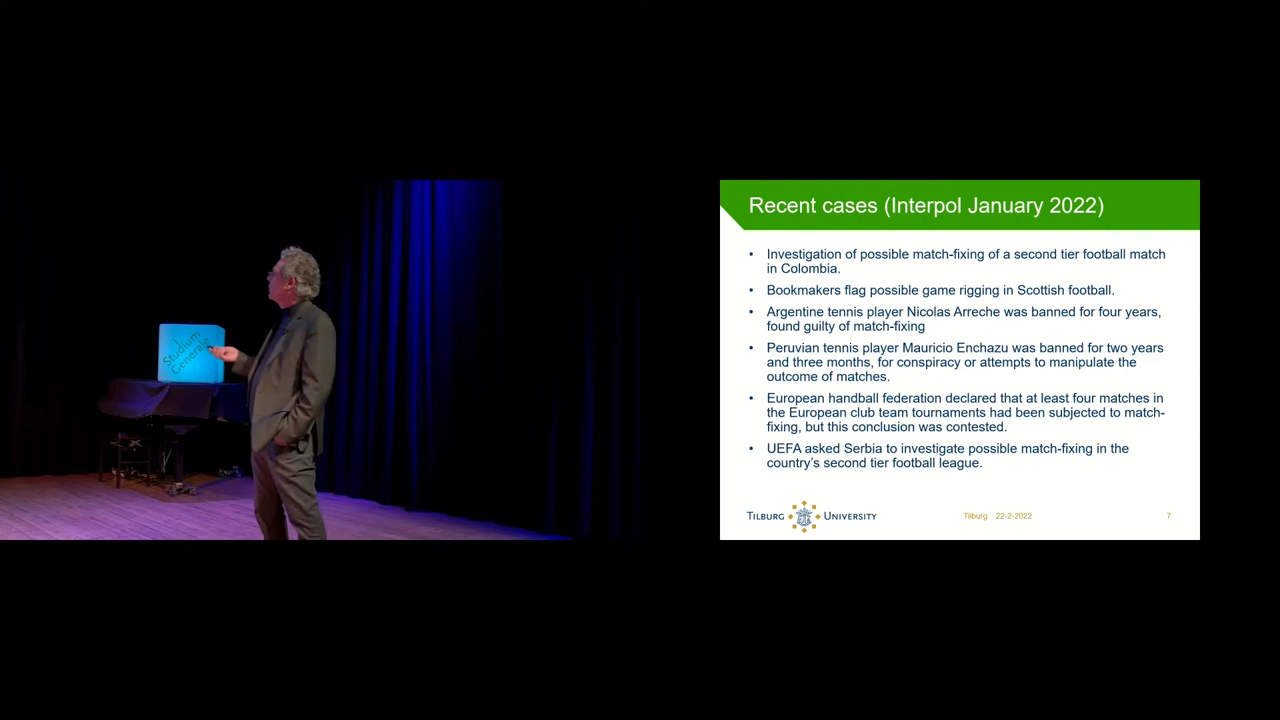 Studium
Generale
Recent cases (Interpol January 2022)
• Investigation of possible match-fixing of a second tier football match
in Colombia.
• Bookmakers flag possible game rigging in Scottish football.
• Argentine tennis player Nicolas Arreche was banned for four years,
found guilty of match-fixing
• Peruvian tennis player Mauricio Enchazu was banned for two years
and three months, for conspiracy or attempts to manipulate the
outcome of matches.
• European handball federation declared that at least four matches in
the European club team tournaments had been subjected to match-
fixing, but this conclusion was contested.
• UEFA asked Serbia to investigate possible match-fixing in the
country's second tier football league.
TILBURG UNIVERSITY
Tilburg 22-2-2022
7